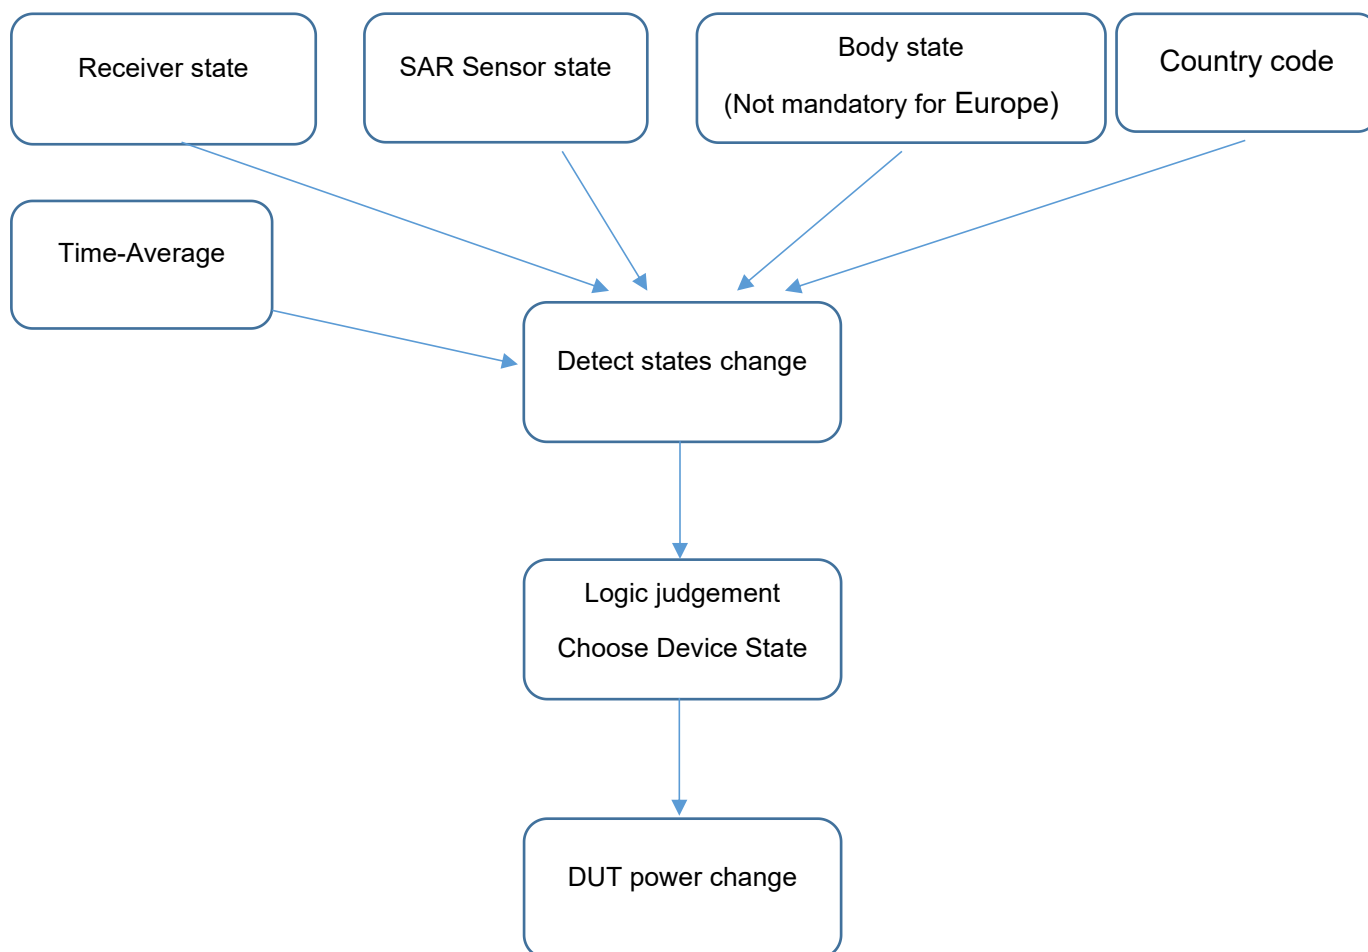 Receiver state
SAR Sensor state
Body state
(Not mandatory for Europe)
Country code
Time-Average
Detect states change
Logic judgement
Choose Device State
DUT power change